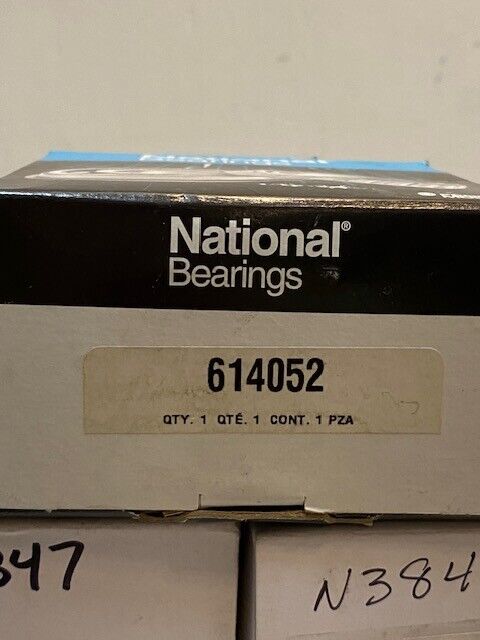 National®
Bearings
614052
QTY. 1 QTÉ. 1 CONT. 1 PZA
347
N384